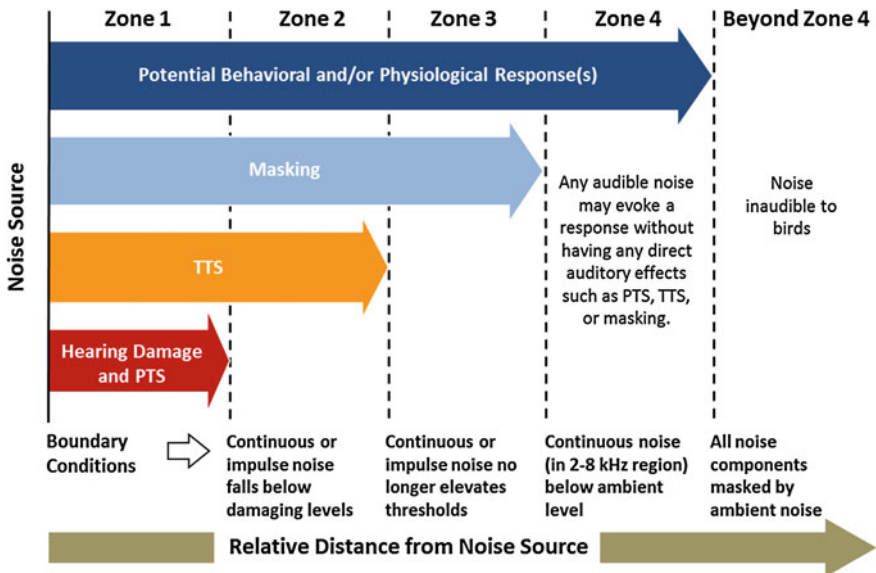 Zone 1 Zone 2 Zone 3 Zone 4 Beyond Zone 4
Noise Source
Potential Behavioral and/or Physiological Response(s)
Masking
TTS
Hearing Damage
and PTS
Any audible noise
may evoke a
response without
having any direct
auditory effects
such as PTS, TTS,
or masking.
Noise
inaudible to
birds
Boundary
Conditions
Continuous or
impulse noise
falls below
damaging levels
Continuous or
impulse noise no
longer elevates
thresholds
Continuous noise
(in 2-8 kHz region)
below ambient
level
All noise
components
masked by
ambient noise
Relative Distance from Noise Source